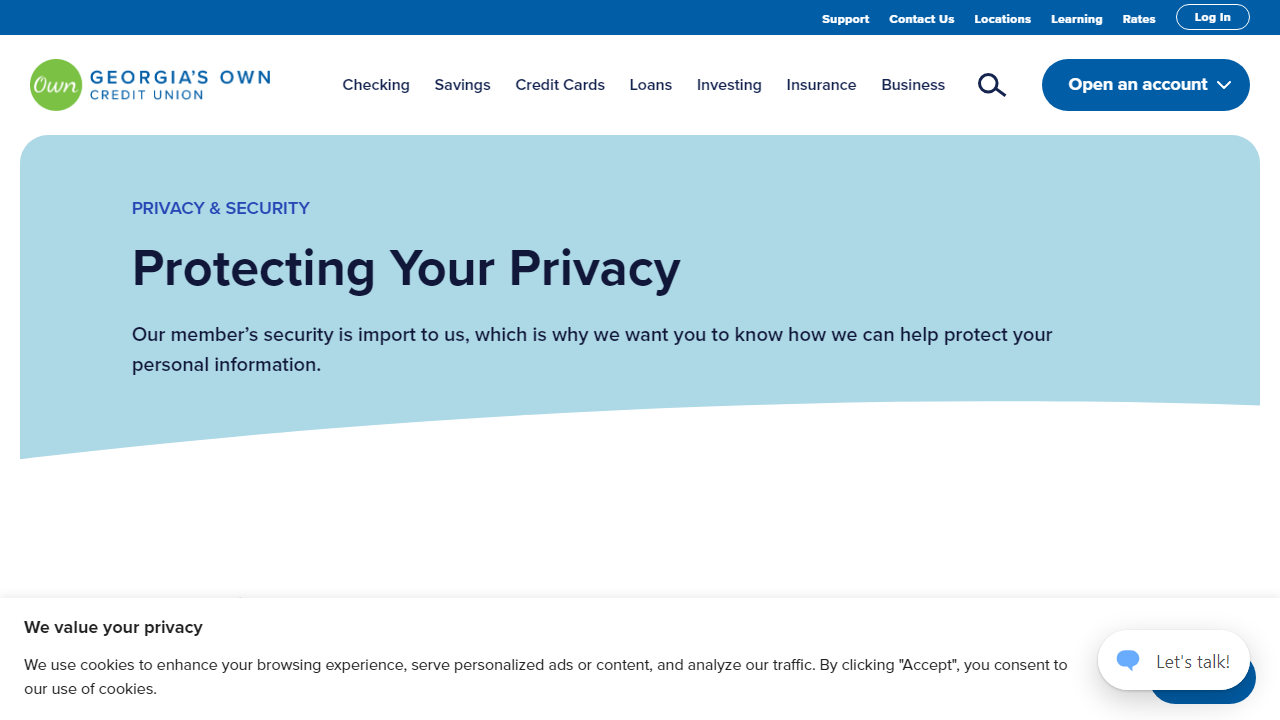 Support Contact Us Locations Learning Rates Log In
Own GEORGIA'S OWN
CREDIT UNION
Checking Savings Credit Cards Loans Investing Insurance Business Open an account
PRIVACY & SECURITY
Protecting Your Privacy
Our member’s security is import to us, which is why we want you to know how we can help protect your
personal information.
We value your privacy
We use cookies to enhance your browsing experience, serve personalized ads or content, and analyze our traffic. By clicking "Accept", you consent to
our use of cookies.
Let's talk!